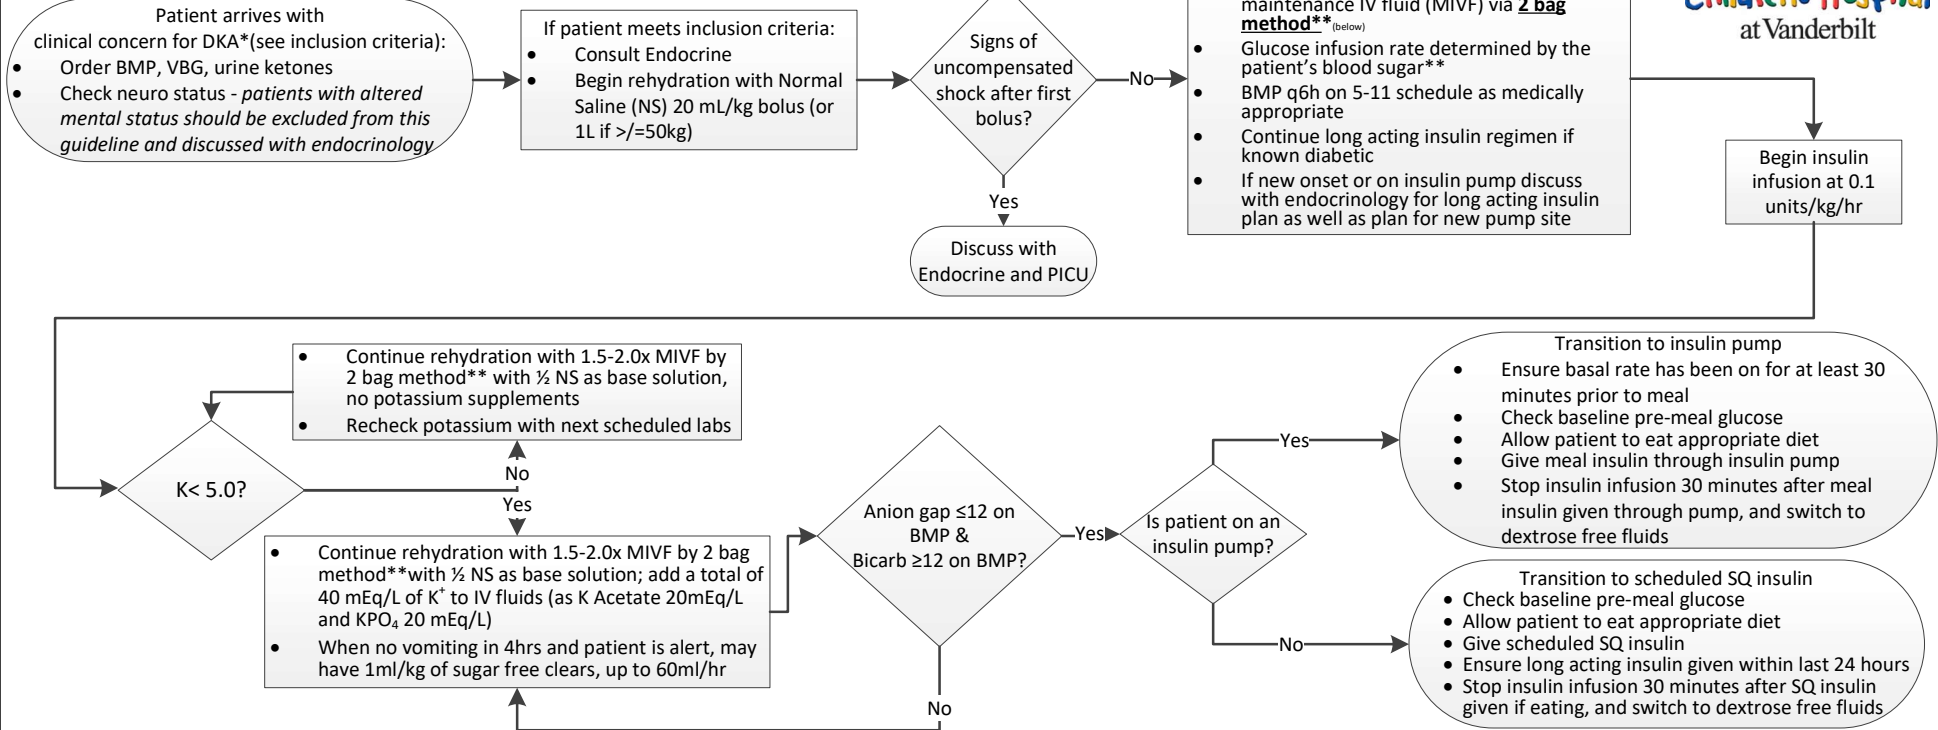 Patient arrives with
clinical concern for DKA*(see inclusion criteria):
• Order BMP, VBG, urine ketones
• Check neuro status - patients with altered
mental status should be excluded from this
guideline and discussed with endocrinology
If patient meets inclusion criteria:
• Consult Endocrine
• Begin rehydration with Normal
Saline (NS) 20 mL/kg bolus (or
1L if >/=50kg)
Signs of
uncompensated
shock after first
bolus?
No
Yes
Discuss with
Endocrine and PICU
maintenance IV fluid (MIVF) via 2 bag
method**(below)
• Glucose infusion rate determined by the
patient's blood sugar**
• BMP q6h on 5-11 schedule as medically
appropriate
• Continue long acting insulin regimen if
known diabetic
• If new onset or on insulin pump discuss
with endocrinology for long acting insulin
plan as well as plan for new pump site
Children's Hospital
at Vanderbilt
Begin insulin
infusion at 0.1
units/kg/hr
• Continue rehydration with 1.5-2.0x MIVF by
2 bag method** with ½ NS as base solution,
no potassium supplements
• Recheck potassium with next scheduled labs
K< 5.0?
No
Yes
• Continue rehydration with 1.5-2.0x MIVF by 2 bag
method**with ½ NS as base solution; add a total of
40 mEq/L of K⁺ to IV fluids (as K Acetate 20mEq/L
and KPO₄ 20 mEq/L)
• When no vomiting in 4hrs and patient is alert, may
have 1ml/kg of sugar free clears, up to 60ml/hr
Anion gap ≤12 on
BMP &
Bicarb ≥12 on BMP?
Yes
No
Is patient on an
insulin pump?
Yes
No
Transition to insulin pump
• Ensure basal rate has been on for at least 30
minutes prior to meal
• Check baseline pre-meal glucose
• Allow patient to eat appropriate diet
• Give meal insulin through insulin pump
• Stop insulin infusion 30 minutes after meal
insulin given through pump, and switch to
dextrose free fluids
Transition to scheduled SQ insulin
• Check baseline pre-meal glucose
• Allow patient to eat appropriate diet
• Give scheduled SQ insulin
• Ensure long acting insulin given within last 24 hours
• Stop insulin infusion 30 minutes after SQ insulin
given if eating, and switch to dextrose free fluids